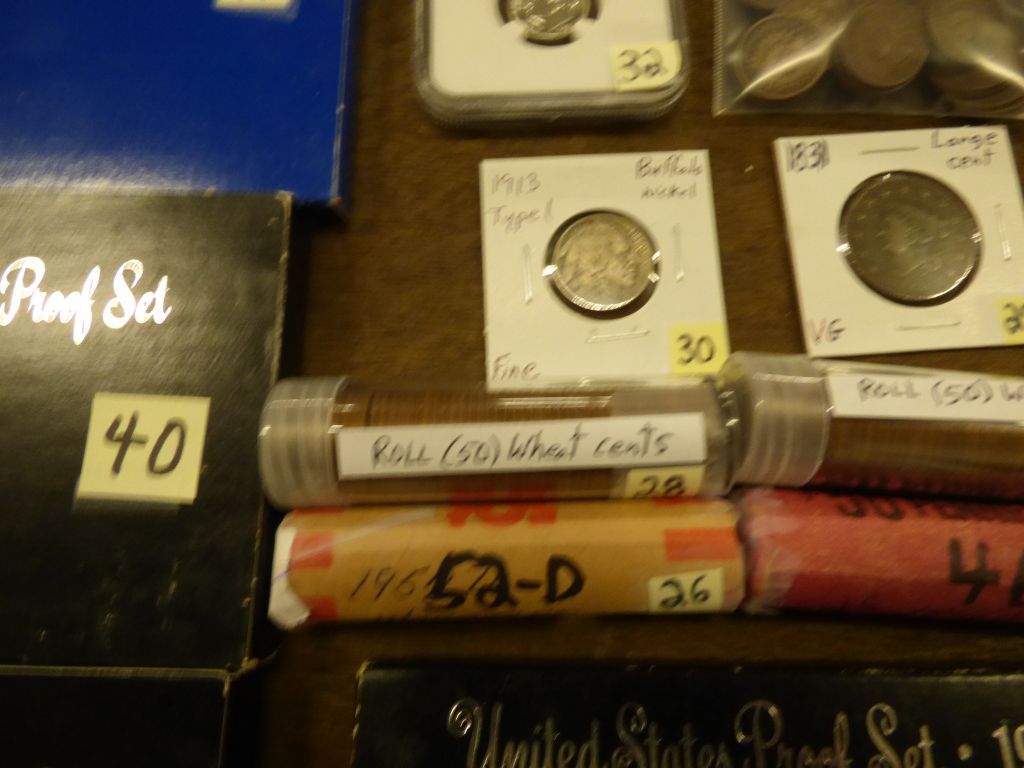 32
1913
Buffalo
nickel
Type 1
Fine
30
1831
Large
cent
VG
Proof Set
40
ROLL (50) Wheat cents
28
ROLL (50)
52-D
26
United States Proof Set